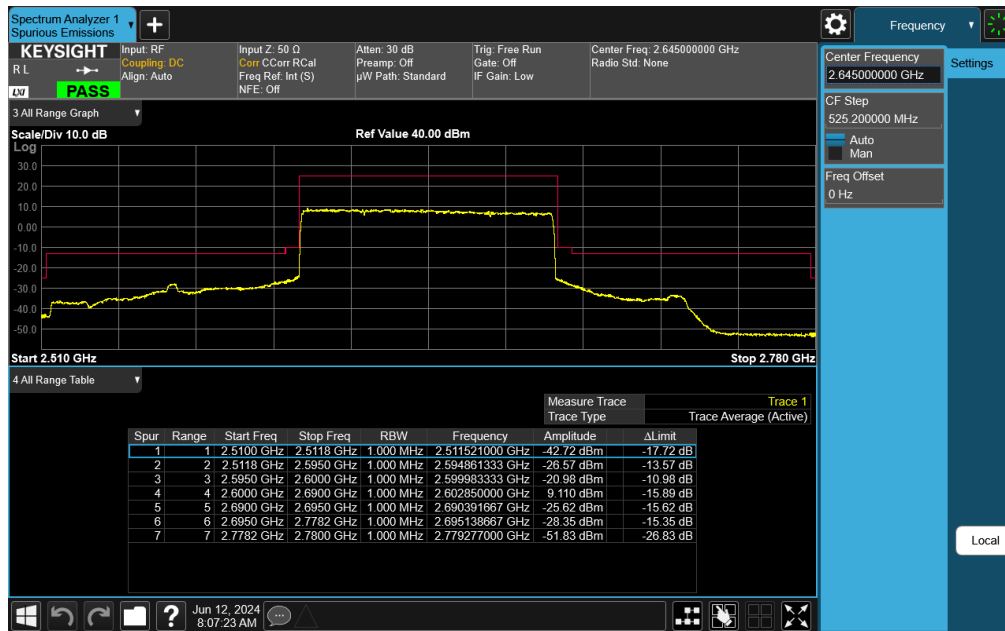 Spectrum Analyzer 1
Spurious Emissions
Frequency
KEYSIGHT
R L
LXI
PASS
Input: RF
Coupling: DC
Align: Auto
Input Z: 50 Ω
Corr CCorr RCal
Freq Ref: Int (S)
NFE: Off
Atten: 30 dB
Preamp: Off
µW Path: Standard
Trig: Free Run
Gate: Off
IF Gain: Low
Center Freq: 2.645000000 GHz
Radio Std: None
Center Frequency
2.645000000 GHz
Settings
CF Step
525.200000 MHz
Auto
Man
Freq Offset
0 Hz
3 All Range Graph
Scale/Div 10.0 dB Ref Value 40.00 dBm
Log
30.0
20.0
10.0
0.00
-10.0
-20.0
-30.0
-40.0
-50.0
Start 2.510 GHz Stop 2.780 GHz
4 All Range Table
Measure Trace Trace 1
Trace Type Trace Average (Active)
Spur Range Start Freq Stop Freq RBW Frequency Amplitude ΔLimit
1 1 2.5100 GHz 2.5118 GHz 1.000 MHz 2.511521000 GHz -42.72 dBm -17.72 dB
2 2 2.5118 GHz 2.5950 GHz 1.000 MHz 2.594861333 GHz -26.57 dBm -13.57 dB
3 3 2.5950 GHz 2.6000 GHz 1.000 MHz 2.599983333 GHz -20.98 dBm -10.98 dB
4 4 2.6000 GHz 2.6900 GHz 1.000 MHz 2.602850000 GHz 9.110 dBm -15.89 dB
5 5 2.6900 GHz 2.6950 GHz 1.000 MHz 2.690391667 GHz -25.62 dBm -15.62 dB
6 6 2.6950 GHz 2.7782 GHz 1.000 MHz 2.695138667 GHz -28.35 dBm -15.35 dB
7 7 2.7782 GHz 2.7800 GHz 1.000 MHz 2.779277000 GHz -51.83 dBm -26.83 dB
Local
?
Jun 12, 2024
8:07:23 AM